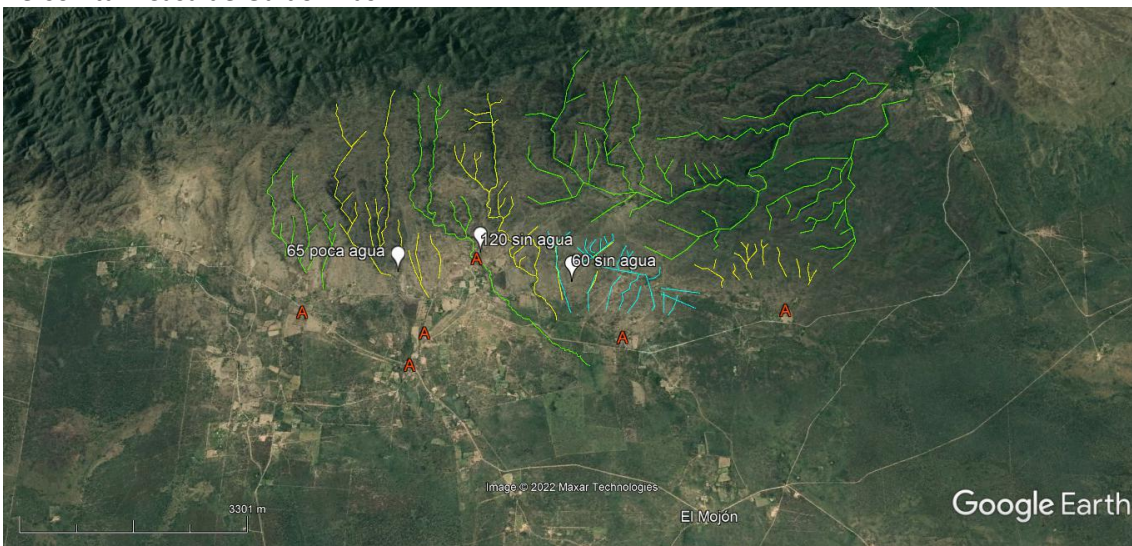 65 poca agua
120 sin agua
A
60 sin agua
A
A
A
A
A
Image © 2022 Maxar Technologies
3301 m
El Mojón
Google Earth